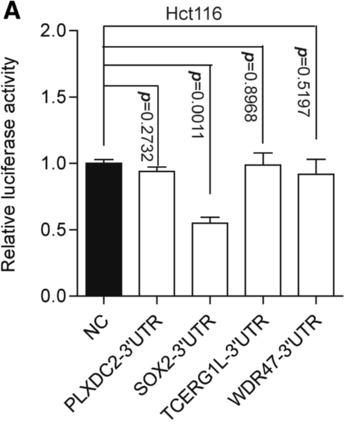 A
Hct116
Relative luciferase activity
2.0
1.5
1.0
0.5
0.0
p=0.2732
p=0.0011
p=0.8968
p=0.5197
NC
PLXDC2-3'UTR
SOX2-3'UTR
TCERG1L-3'UTR
WDR47-3'UTR